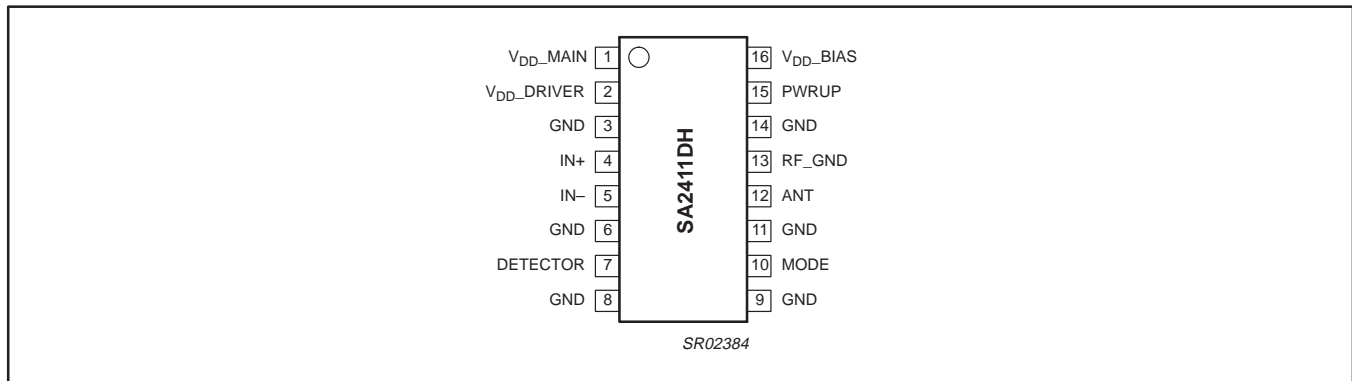 V_DD_MAIN 1 16 V_DD_BIAS
V_DD_DRIVER 2 15 PWRUP
GND 3 14 GND
IN+ 4 13 RF_GND
IN– 5 12 ANT
GND 6 11 GND
DETECTOR 7 10 MODE
GND 8 9 GND
SA2411DH
SR02384